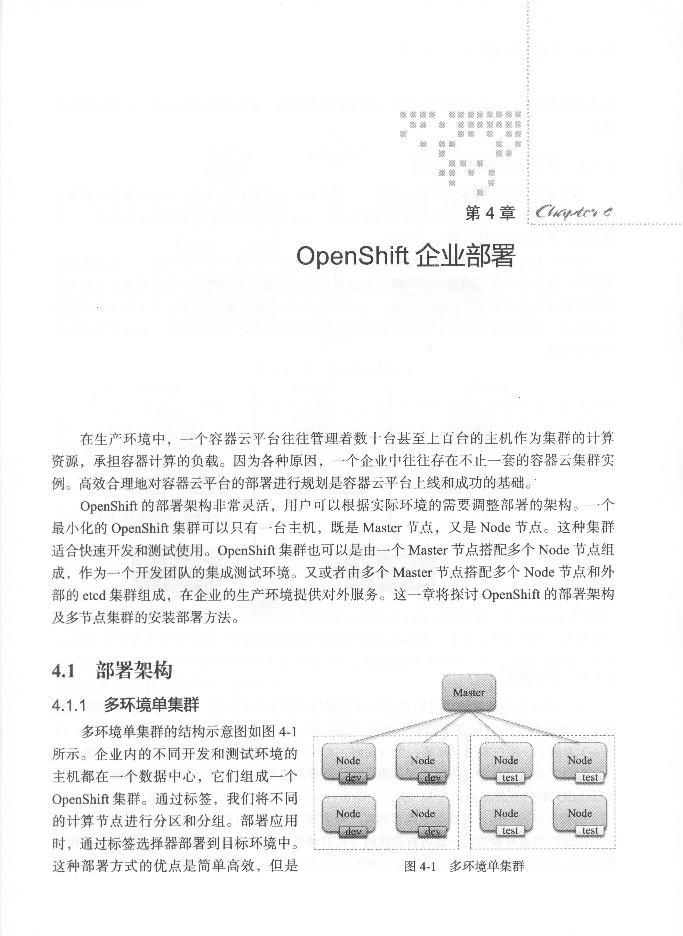 第4章
Chapter 4
OpenShift 企业部署
在生产环境中，一个容器云平台往往管理着数十台甚至上百台的主机作为集群的计算
资源，承担容器计算的负载。因为各种原因，一个企业中往往存在不止一套的容器云集群实
例。高效合理地对容器云平台的部署进行规划是容器云平台上线和成功的基础。
OpenShift 的部署架构非常灵活，用户可以根据实际环境的需要调整部署的架构。一个
最小化的 OpenShift 集群可以只有一台主机，既是 Master 节点，又是 Node 节点。这种集群
适合快速开发和测试使用。OpenShift 集群也可以是由一个 Master 节点搭配多个 Node 节点组
成，作为一个开发团队的集成测试环境。又或者由多个 Master 节点搭配多个 Node 节点和外
部的 etcd 集群组成，在企业的生产环境提供对外服务。这一章将探讨 OpenShift 的部署架构
及多节点集群的安装部署方法。
4.1 部署架构
4.1.1 多环境单集群
多环境单集群的结构示意图如图 4-1
所示。企业内的不同开发和测试环境的
主机都在一个数据中心，它们组成一个
OpenShift 集群。通过标签，我们将不同
的计算节点进行分区和分组。部署应用
时，通过标签选择器部署到目标环境中。
这种部署方式的优点是简单高效，但是
Master
Node Node Node Node
dev dev test test
Node Node Node Node
dev dev test test
图 4-1 多环境单集群